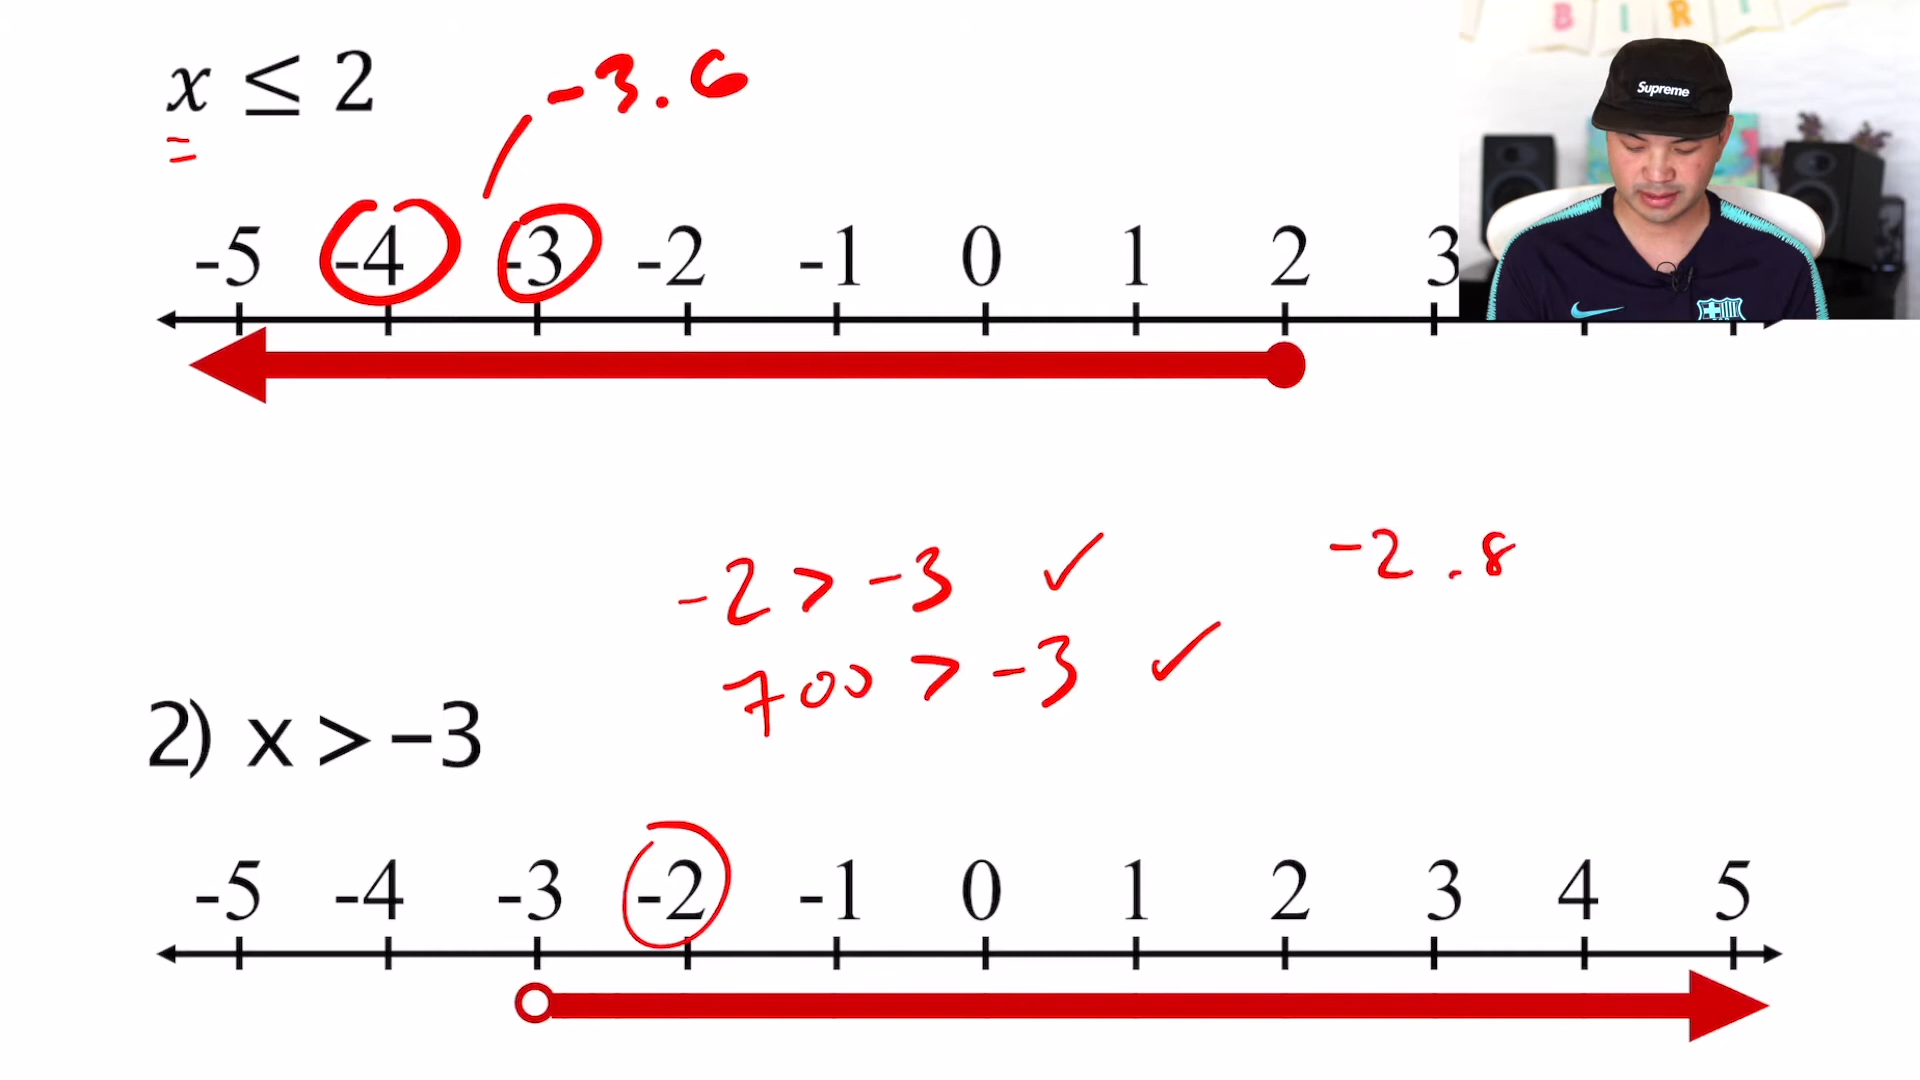 BIRT
x ≤ 2
-3.6
Supreme
-5 -4 -3 -2 -1 0 1 2 3
-2 > -3 ✓
-2.8
700 > -3 ✓
2) x > −3
-5 -4 -3 -2 -1 0 1 2 3 4 5